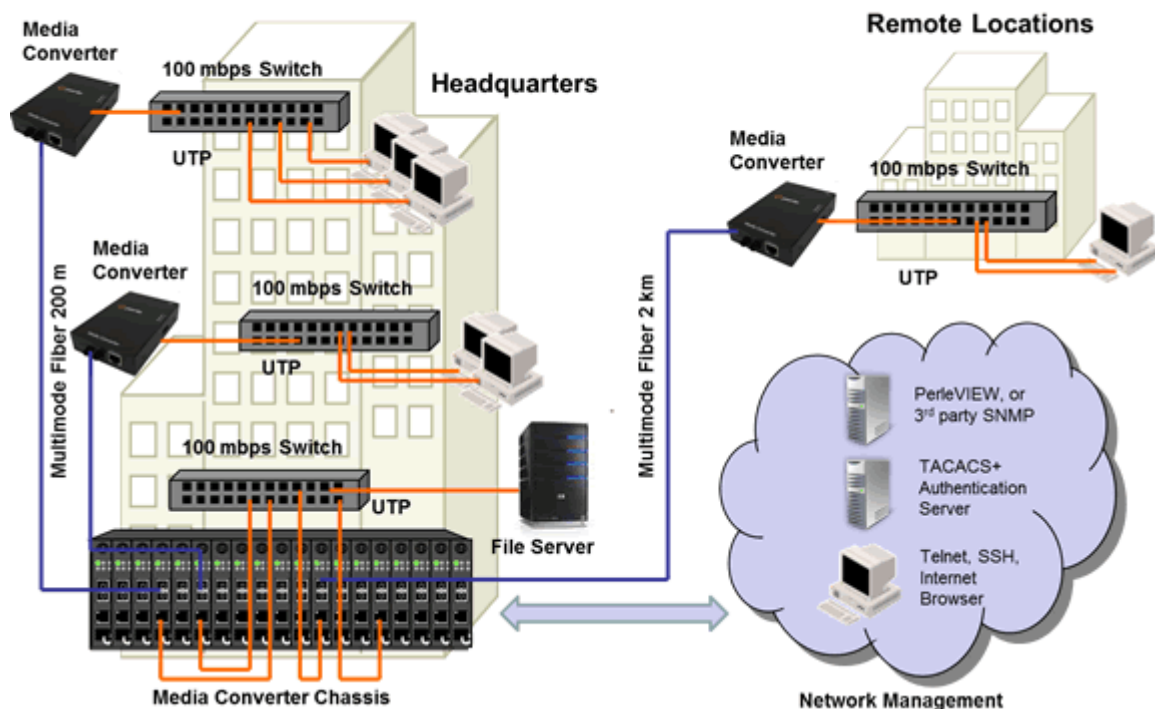 Media
Converter
100 mbps Switch
Headquarters
UTP
Media
Converter
100 mbps Switch
UTP
Multimode Fiber 200 m
100 mbps Switch
UTP
File Server
Media Converter Chassis
Remote Locations
Media
Converter
100 mbps Switch
UTP
Multimode Fiber 2 km
PerleVIEW, or
3rd party SNMP
TACACS+
Authentication
Server
Telnet, SSH,
Internet
Browser
Network Management